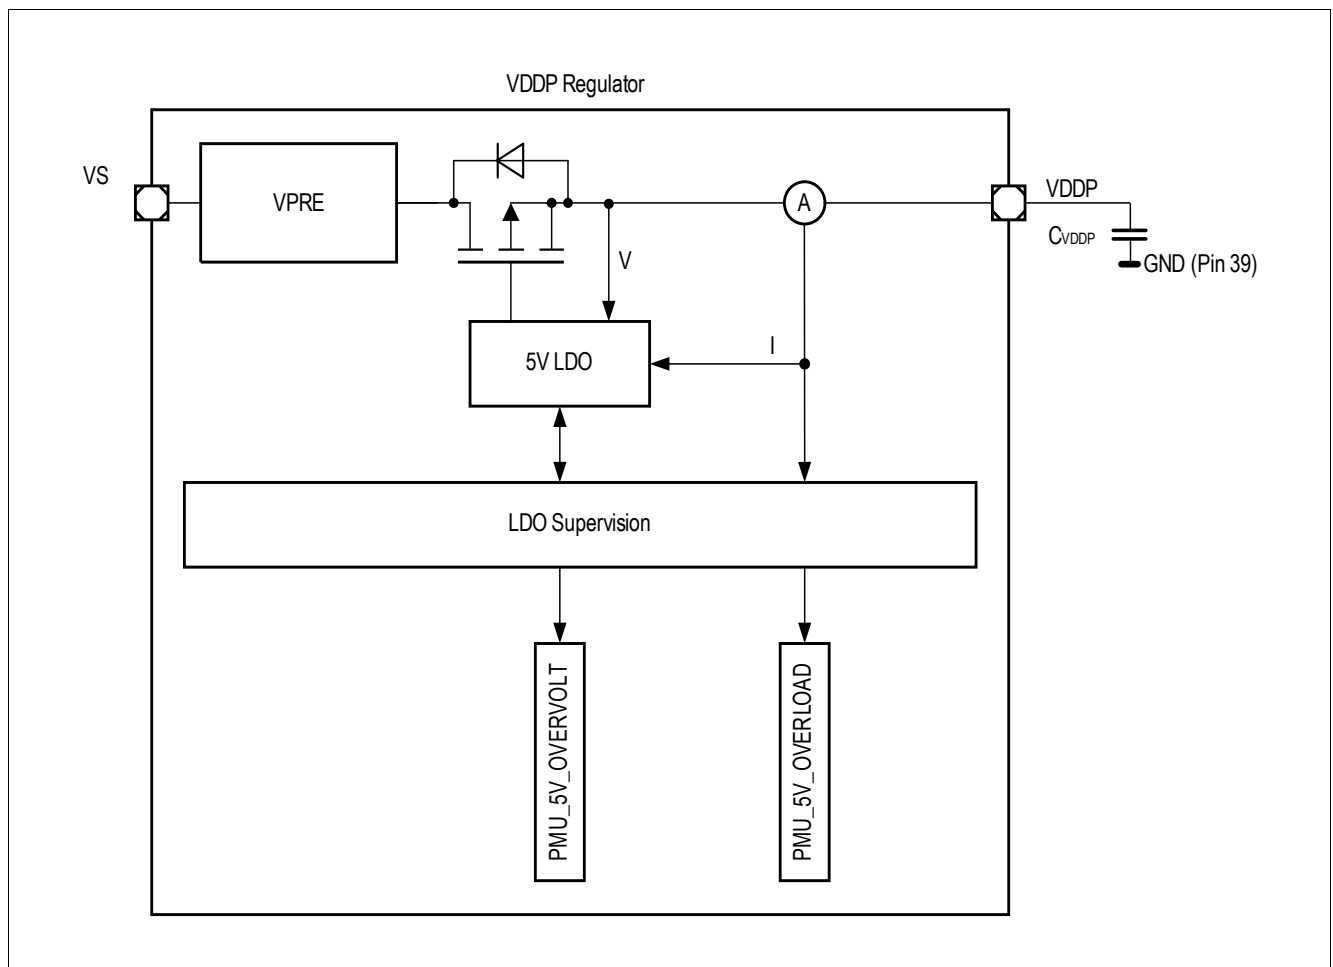 VDDP Regulator
VS
VPRE
VDDP
A
CVDDP
GND (Pin 39)
V
5V LDO
I
LDO Supervision
PMU_5V_OVERVOLT
PMU_5V_OVERLOAD